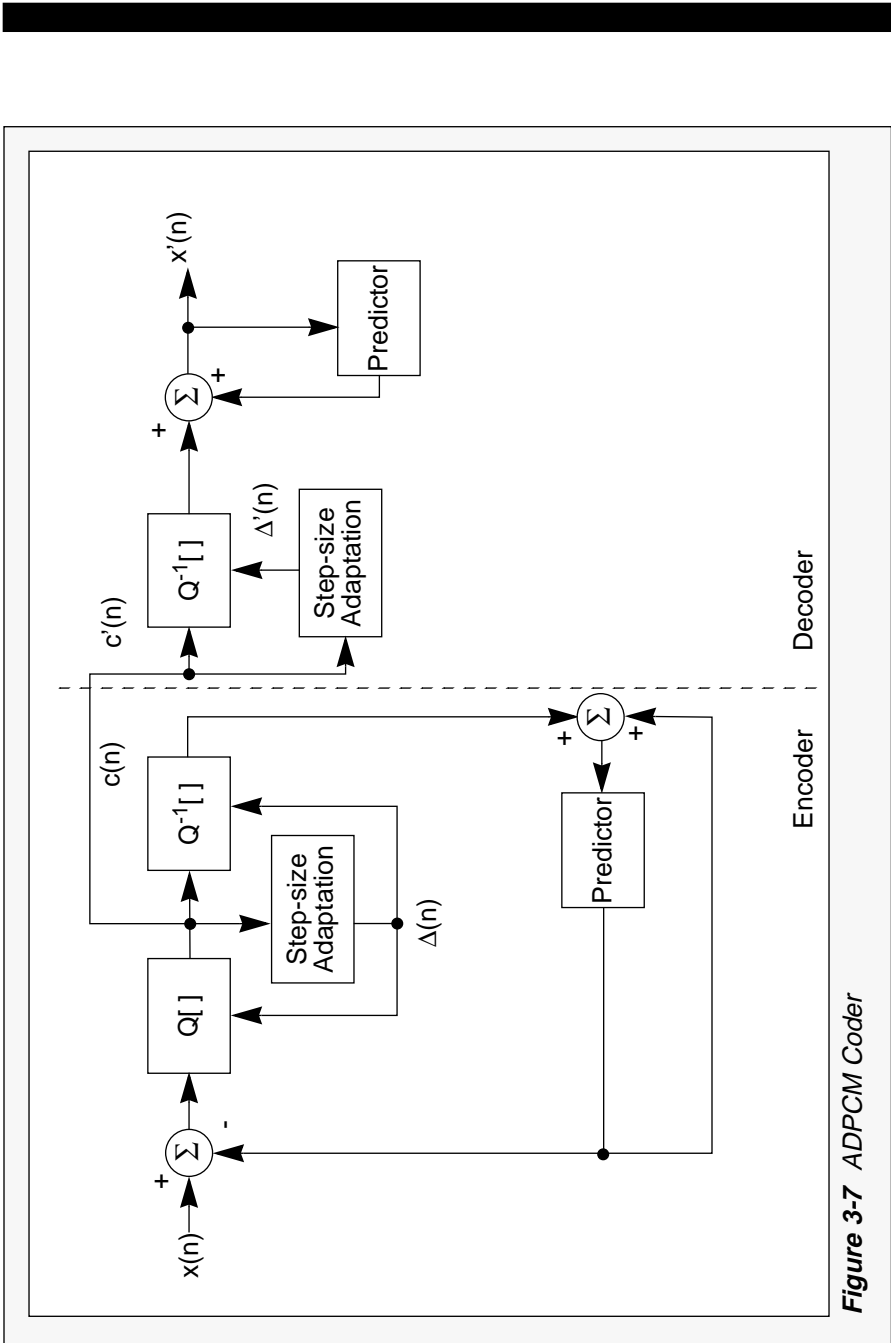 x(n)
+
Σ
-
Q[ ]
Step-size
Adaptation
Δ(n)
c(n)
Q-1[ ]
+
Σ
+
Predictor
Encoder
Decoder
c'(n)
Q-1[ ]
Step-size
Adaptation
Δ'(n)
+
Σ
+
x'(n)
Predictor
Figure 3-7 ADPCM Coder